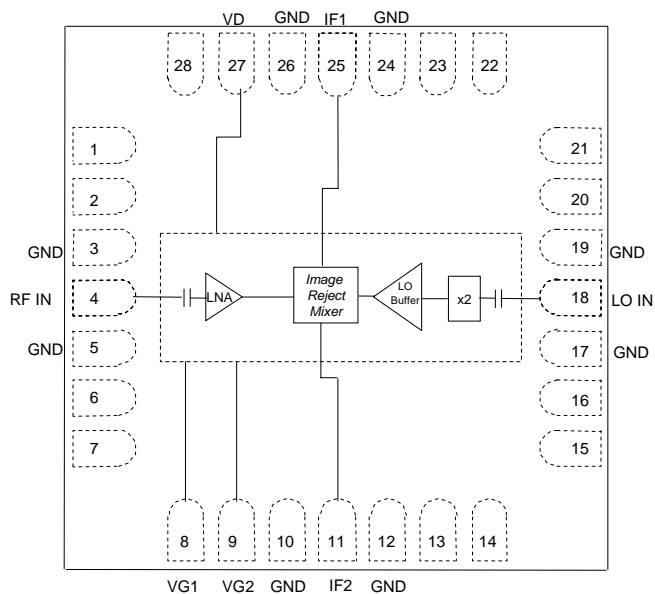 VD GND IF1 GND
28 27 26 25 24 23 22
1 21
2 20
GND 3 19 GND
RF IN 4 LNA Image Reject Mixer LO Buffer x2 18 LO IN
GND 5 17 GND
6 16
7 15
8 9 10 11 12 13 14
VG1 VG2 GND IF2 GND